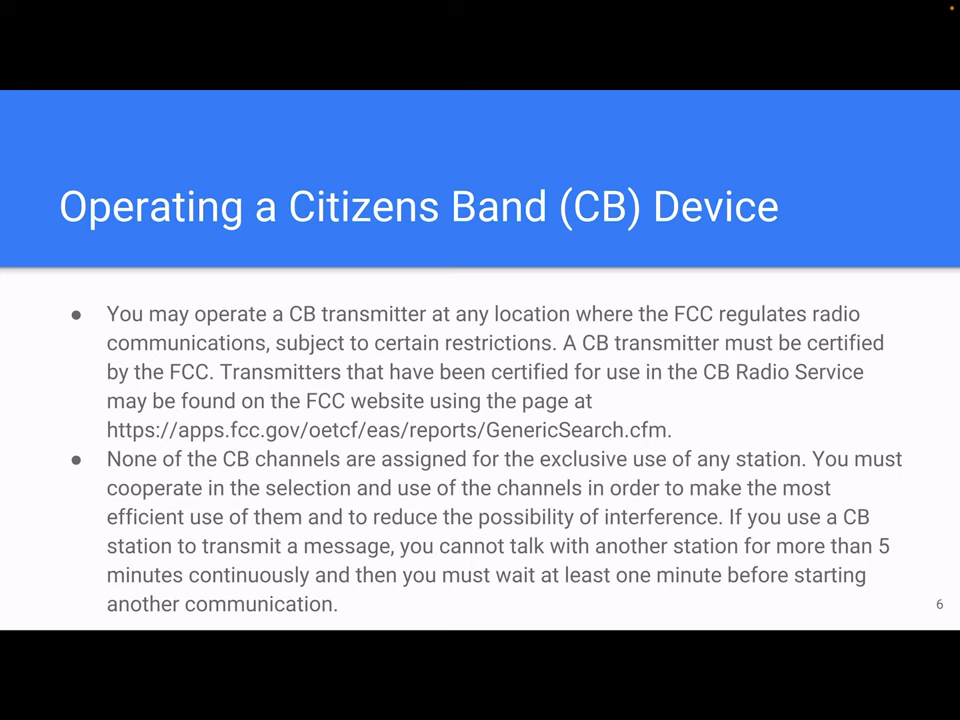 Operating a Citizens Band (CB) Device
● You may operate a CB transmitter at any location where the FCC regulates radio
communications, subject to certain restrictions. A CB transmitter must be certified
by the FCC. Transmitters that have been certified for use in the CB Radio Service
may be found on the FCC website using the page at
https://apps.fcc.gov/oetcf/eas/reports/GenericSearch.cfm.
● None of the CB channels are assigned for the exclusive use of any station. You must
cooperate in the selection and use of the channels in order to make the most
efficient use of them and to reduce the possibility of interference. If you use a CB
station to transmit a message, you cannot talk with another station for more than 5
minutes continuously and then you must wait at least one minute before starting
another communication.
6